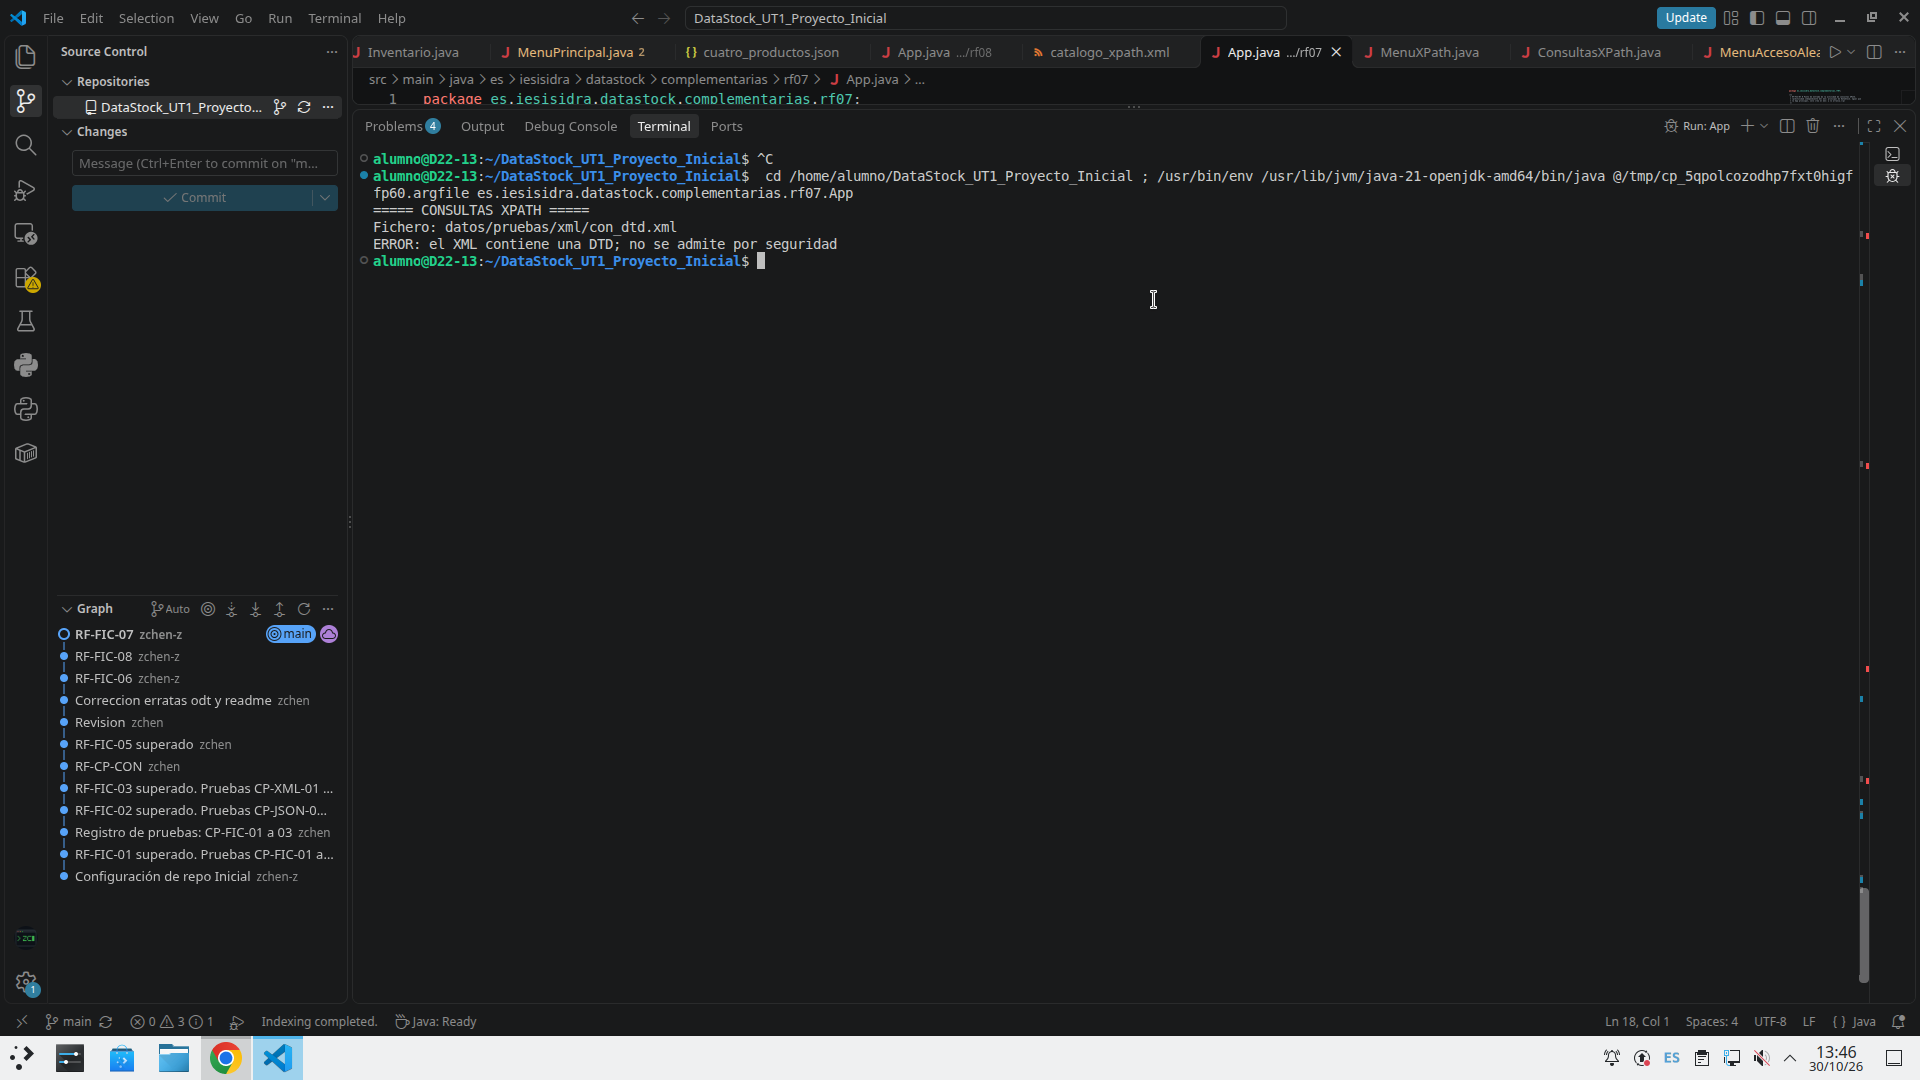 File Edit Selection View Go Run Terminal Help
DataStock_UT1_Proyecto_Inicial
Update
Source Control
Repositories
DataStock_UT1_Proyecto...
Changes
Message (Ctrl+Enter to commit on "m...
Commit
Inventario.java
MenuPrincipal.java 2
cuatro_productos.json
App.java .../rf08
catalogo_xpath.xml
App.java .../rf07
MenuXPath.java
ConsultasXPath.java
MenuAccesoAlea
src > main > java > es > iesisidra > datastock > complementarias > rf07 > App.java > ...
1 package es.iesisidra.datastock.complementarias.rf07;
Problems 4 Output Debug Console Terminal Ports
Run: App
alumno@D22-13:~/DataStock_UT1_Proyecto_Inicial$ ^C
alumno@D22-13:~/DataStock_UT1_Proyecto_Inicial$  cd /home/alumno/DataStock_UT1_Proyecto_Inicial ; /usr/bin/env /usr/lib/jvm/java-21-openjdk-amd64/bin/java @/tmp/cp_5qpolcozodhp7fxt0higf
fp60.argfile es.iesisidra.datastock.complementarias.rf07.App
===== CONSULTAS XPATH =====
Fichero: datos/pruebas/xml/con_dtd.xml
ERROR: el XML contiene una DTD; no se admite por seguridad
alumno@D22-13:~/DataStock_UT1_Proyecto_Inicial$
Graph
Auto
RF-FIC-07 zchen-z main
RF-FIC-08 zchen-z
RF-FIC-06 zchen-z
Correccion erratas odt y readme zchen
Revision zchen
RF-FIC-05 superado zchen
RF-CP-CON zchen
RF-FIC-03 superado. Pruebas CP-XML-01 ...
RF-FIC-02 superado. Pruebas CP-JSON-0...
Registro de pruebas: CP-FIC-01 a 03 zchen
RF-FIC-01 superado. Pruebas CP-FIC-01 a...
Configuración de repo Inicial zchen-z
1
main
0 3 1
Indexing completed.
Java: Ready
Ln 18, Col 1
Spaces: 4
UTF-8
LF
{ } Java
ES
13:46
30/10/26